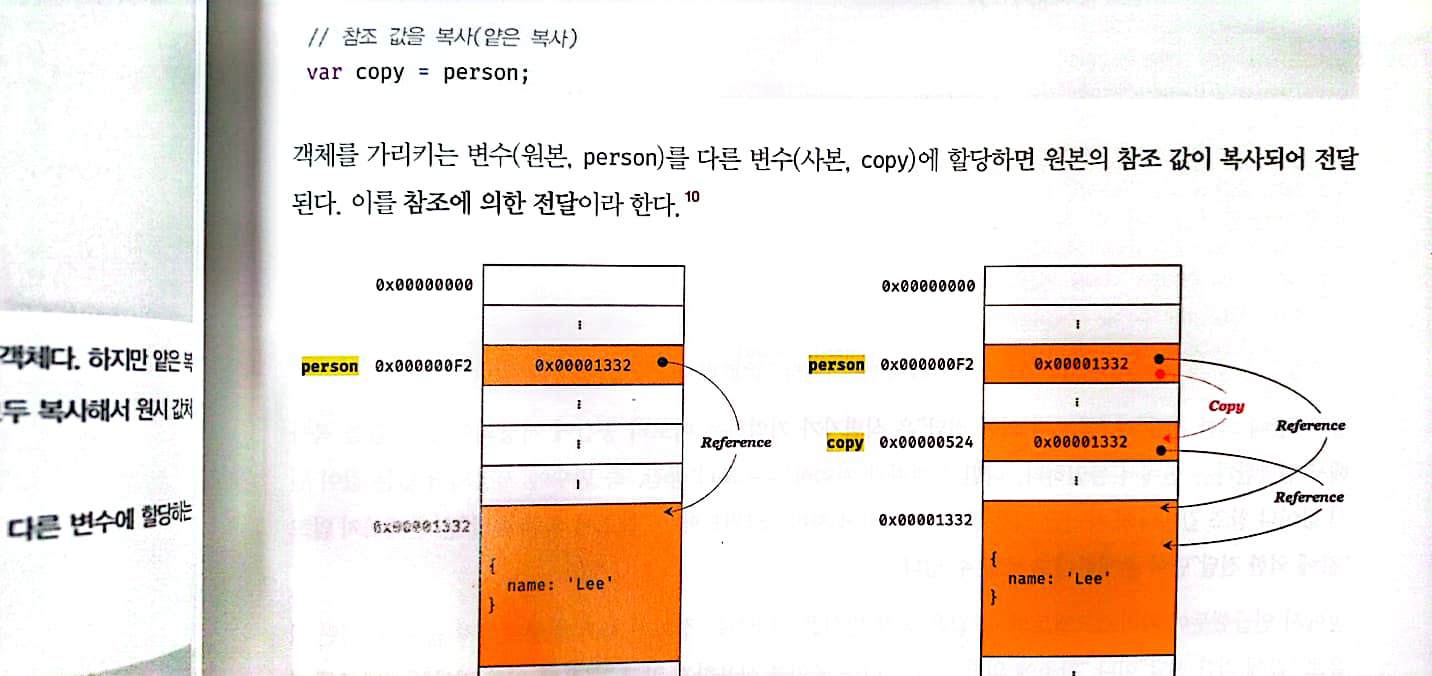 // 참조 값을 복사(얕은 복사)
var copy = person;
객체를 가리키는 변수(원본, person)를 다른 변수(사본, copy)에 할당하면 원본의 참조 값이 복사되어 전달
된다. 이를 참조에 의한 전달이라 한다.10
0x00000000
⋮
person 0x000000F2 0x00001332
⋮
⋮
Reference
⋮
0x00001332
{
name: 'Lee'
}
0x00000000
⋮
person 0x000000F2 0x00001332
⋮
Copy
Reference
copy 0x00000524 0x00001332
⋮
Reference
0x00001332
{
name: 'Lee'
}
객체다. 하지만 얕은
두 복사해서 원시 값처
다른 변수에 할당하는